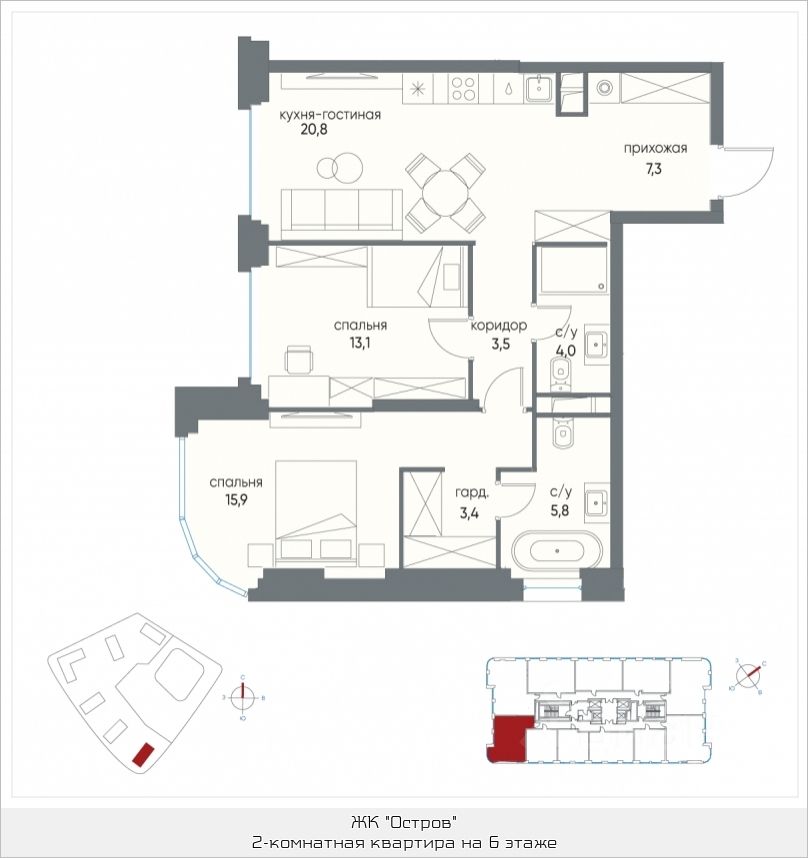 кухня-гостиная
20,8
прихожая
7,3
спальня
13,1
коридор
3,5
с/у
4,0
спальня
15,9
гард.
3,4
с/у
5,8
С
З В
Ю
З С
Ю В
ЖК "Остров"
2-комнатная квартира на 6 этаже